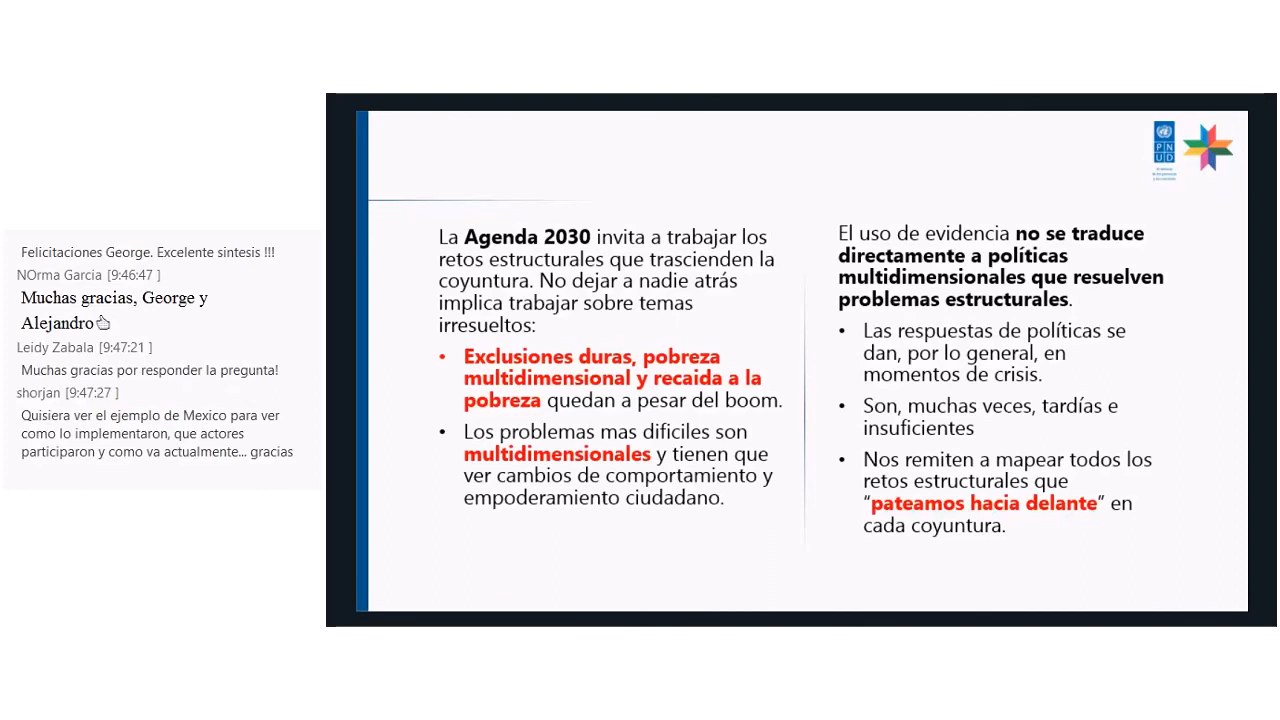 Felicitaciones George. Excelente síntesis !!!
NOrma Garcia [9:46:47 ]
Muchas gracias, George y
Alejandro
Leidy Zabala [9:47:21 ]
Muchas gracias por responder la pregunta!
shorjan [9:47:27 ]
Quisiera ver el ejemplo de Mexico para ver
como lo implementaron, que actores
participaron y como va actualmente... gracias
P N
U D
La Agenda 2030 invita a trabajar los
retos estructurales que trascienden la
coyuntura. No dejar a nadie atrás
implica trabajar sobre temas
irresueltos:
• Exclusiones duras, pobreza
multidimensional y recaida a la
pobreza quedan a pesar del boom.
• Los problemas mas dificiles son
multidimensionales y tienen que
ver cambios de comportamiento y
empoderamiento ciudadano.
El uso de evidencia no se traduce
directamente a políticas
multidimensionales que resuelven
problemas estructurales.
• Las respuestas de políticas se
dan, por lo general, en
momentos de crisis.
• Son, muchas veces, tardías e
insuficientes
• Nos remiten a mapear todos los
retos estructurales que
“pateamos hacia delante” en
cada coyuntura.